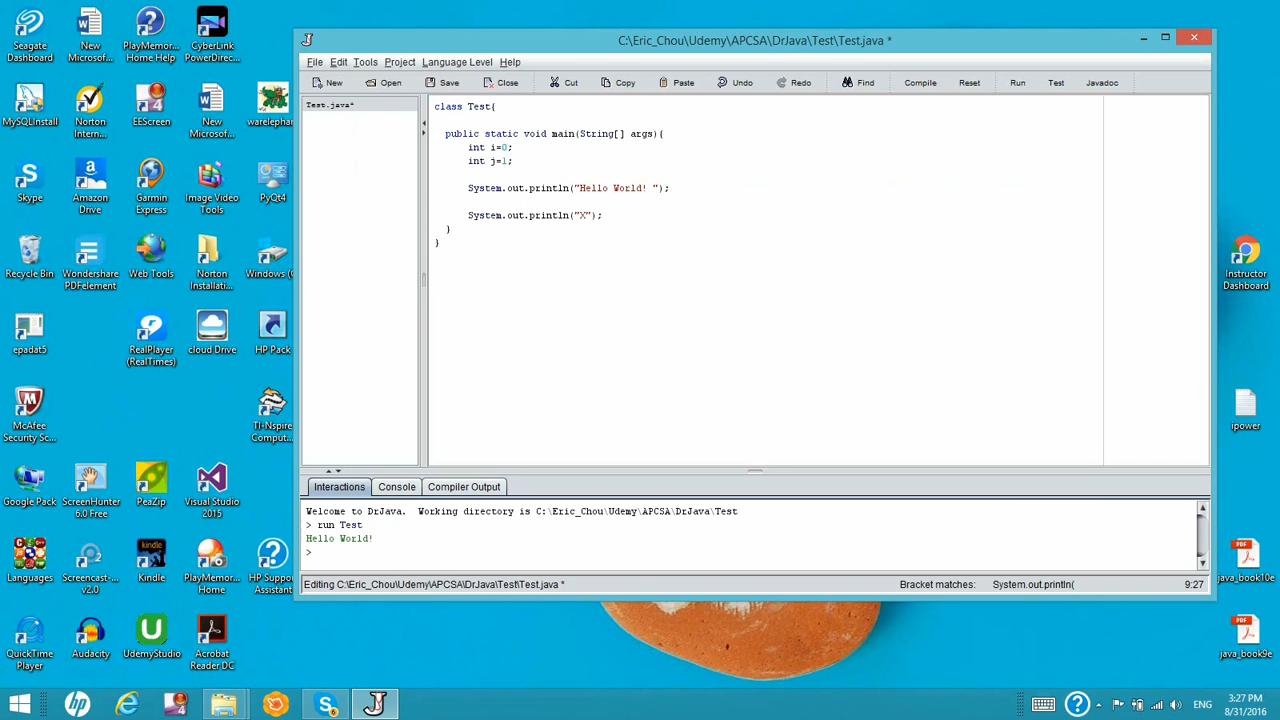 Seagate Dashboard
New Microsof...
PlayMemor... Home Help
CyberLink PowerDirec...
MySQLInstall
Norton Intern...
EEScreen
New Microsof...
warelephan
Skype
Amazon Drive
Garmin Express
Image Video Tools
PyQt4
Recycle Bin
Wondershare PDFelement
Web Tools
Norton Installati...
Windows (C
epadat5
RealPlayer (RealTimes)
cloud Drive
HP Pack
McAfee Security Sc...
TI-Nspire Comput...
Google Pack
ScreenHunter 6.0 Free
PeaZip
Visual Studio 2015
Languages
Screencast-... v2.0
Kindle
PlayMemor... Home
HP Support Assistant
QuickTime Player
Audacity
UdemyStudio
Acrobat Reader DC
C:\Eric_Chou\Udemy\APCSA\DrJava\Test\Test.java *
File Edit Tools Project Language Level Help
New Open Save Close Cut Copy Paste Undo Redo Find Compile Reset Run Test Javadoc
Test.java*
class Test{
public static void main(String[] args){
int i=0;
int j=1;
System.out.println("Hello World! ");
System.out.println("X");
}
}
Interactions Console Compiler Output
Welcome to DrJava. Working directory is C:\Eric_Chou\Udemy\APCSA\DrJava\Test
> run Test
Hello World!
>
Editing C:\Eric_Chou\Udemy\APCSA\DrJava\Test\Test.java * Bracket matches: System.out.println( 9:27
Instructor Dashboard
ipower
java_book10e
java_book9e
ENG
3:27 PM
8/31/2016